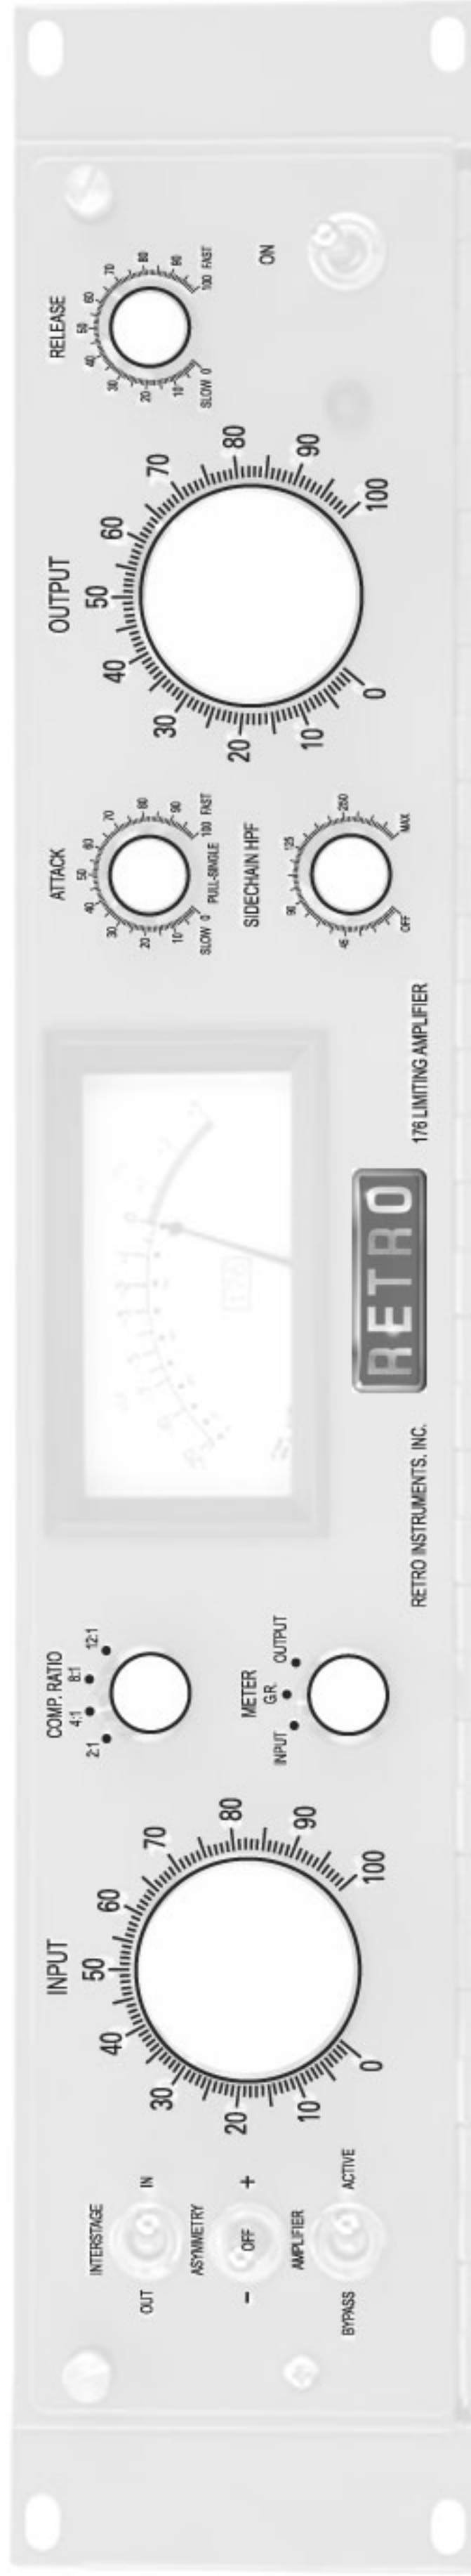 INTERSTAGE
OUT IN
ASYMMETRY
- OFF +
AMPLIFIER
BYPASS ACTIVE
INPUT
0 10 20 30 40 50 60 70 80 90 100
COMP. RATIO
2:1 4:1 8:1 12:1
METER
INPUT G.R. OUTPUT
176
RETRO INSTRUMENTS, INC.
RETRO
176 LIMITING AMPLIFIER
ATTACK
0 10 20 30 40 50 60 70 80 90 100
SLOW FAST
PULL-SINGLE
SIDECHAIN HPF
OFF 45 90 125 250 MAX
OUTPUT
0 10 20 30 40 50 60 70 80 90 100
RELEASE
0 10 20 30 40 50 60 70 80 90 100
SLOW FAST
ON